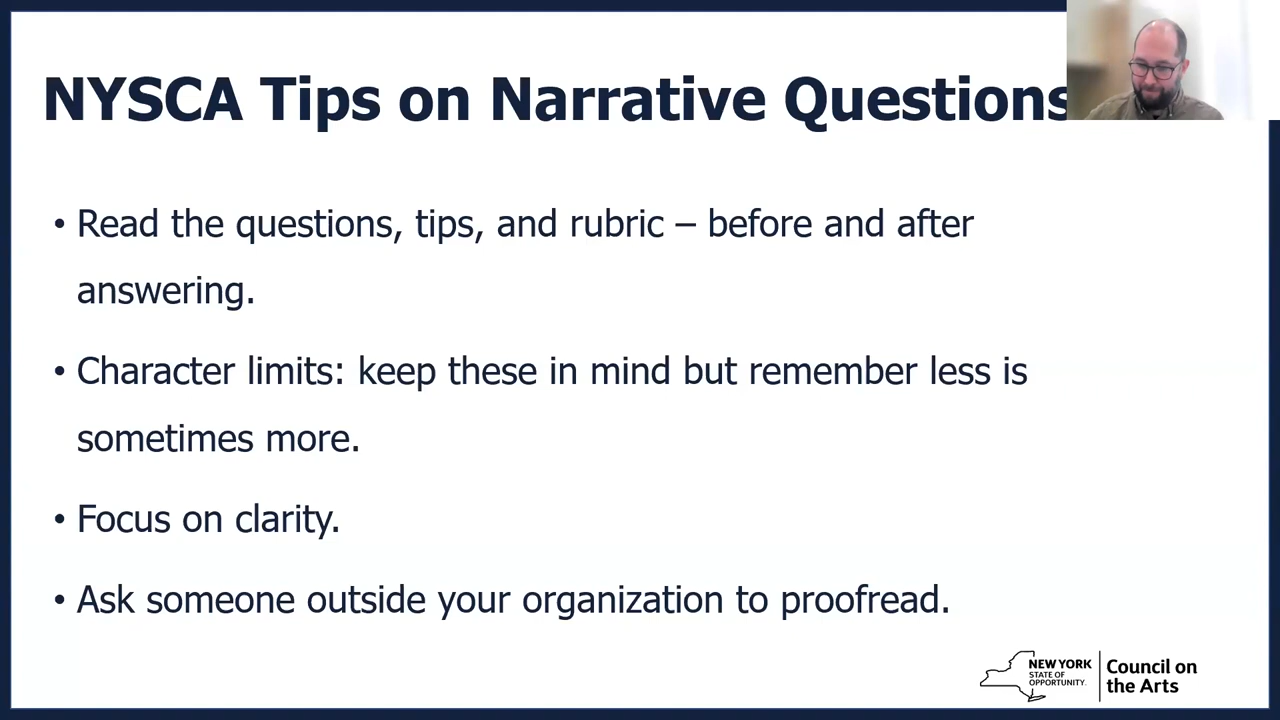 NYSCA Tips on Narrative Questions
• Read the questions, tips, and rubric – before and after
answering.
• Character limits: keep these in mind but remember less is
sometimes more.
• Focus on clarity.
• Ask someone outside your organization to proofread.
NEW YORK
STATE OF
OPPORTUNITY.
Council on
the Arts